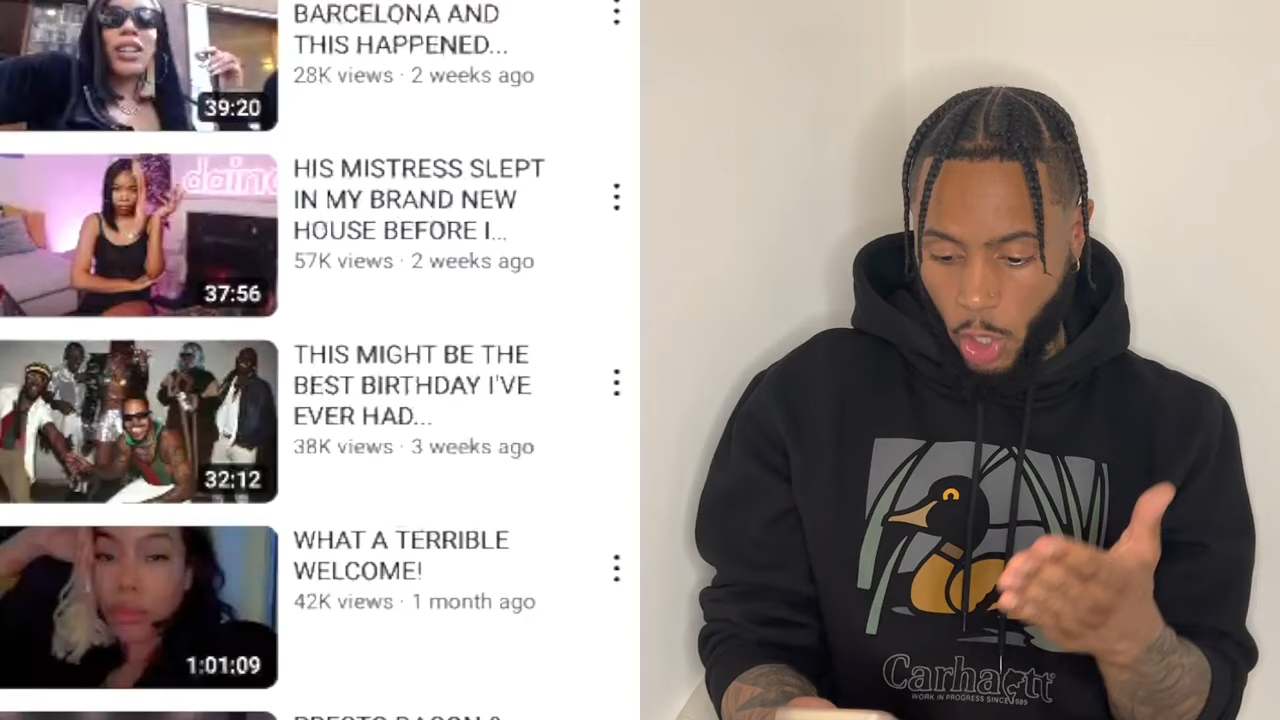 BARCELONA AND
THIS HAPPENED...
28K views · 2 weeks ago
39:20
HIS MISTRESS SLEPT
IN MY BRAND NEW
HOUSE BEFORE I...
57K views · 2 weeks ago
37:56
THIS MIGHT BE THE
BEST BIRTHDAY I'VE
EVER HAD...
38K views · 3 weeks ago
32:12
WHAT A TERRIBLE
WELCOME!
42K views · 1 month ago
1:01:09
Carhartt
WORK IN PROGRESS SINCE 1989